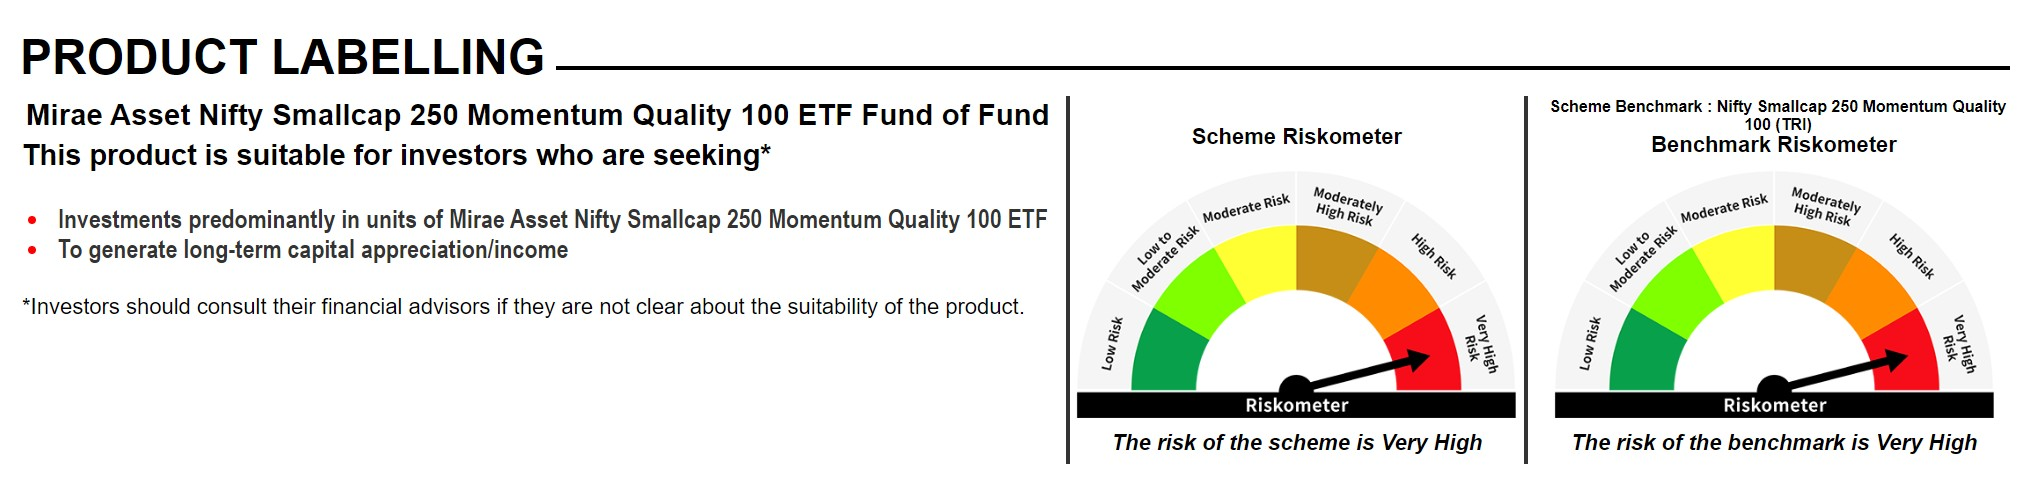 PRODUCT LABELLING
Mirae Asset Nifty Smallcap 250 Momentum Quality 100 ETF Fund of Fund
This product is suitable for investors who are seeking*
• Investments predominantly in units of Mirae Asset Nifty Smallcap 250 Momentum Quality 100 ETF
• To generate long-term capital appreciation/income
*Investors should consult their financial advisors if they are not clear about the suitability of the product.
Scheme Riskometer
Low Risk
Low to
Moderate Risk
Moderate Risk
Moderately
High Risk
High Risk
Very High
Risk
Riskometer
The risk of the scheme is Very High
Scheme Benchmark : Nifty Smallcap 250 Momentum Quality
100 (TRI)
Benchmark Riskometer
Low Risk
Low to
Moderate Risk
Moderate Risk
Moderately
High Risk
High Risk
Very High
Risk
Riskometer
The risk of the benchmark is Very High